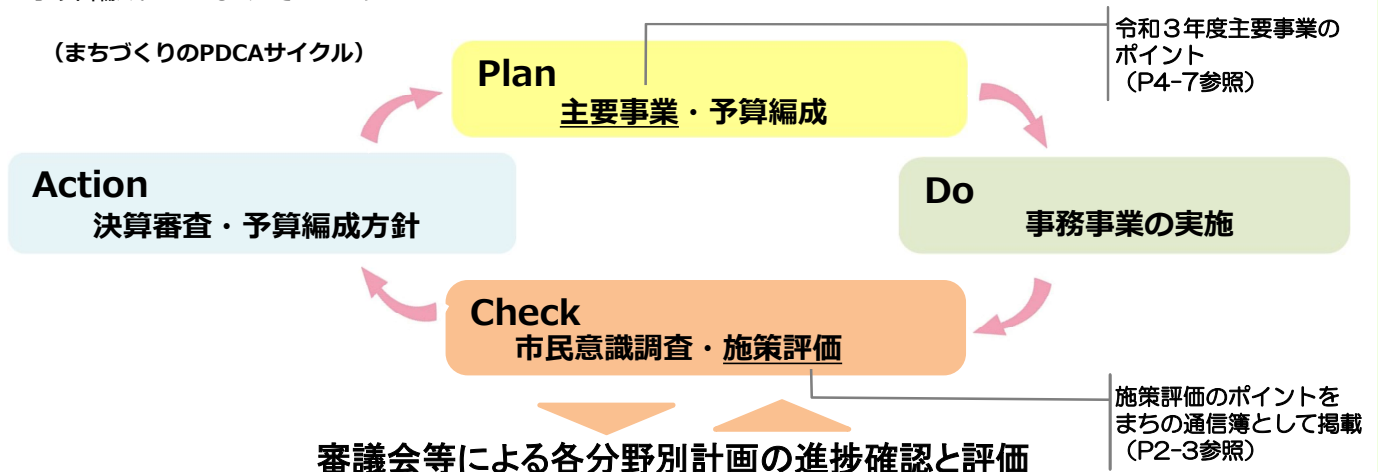 （まちづくりのPDCAサイクル）
Plan
主要事業・予算編成
令和３年度主要事業の
ポイント
（P4-7参照）
Action
決算審査・予算編成方針
Do
事務事業の実施
Check
市民意識調査・施策評価
施策評価のポイントを
まちの通信簿として掲載
（P2-3参照）
審議会等による各分野別計画の進捗確認と評価